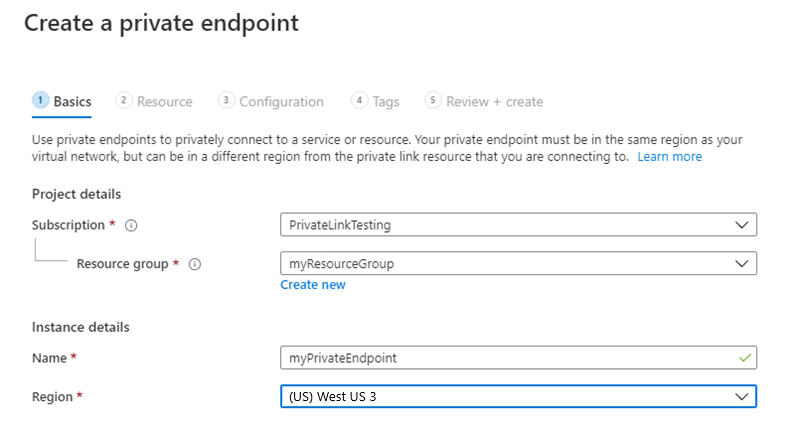 Create a private endpoint
1 Basics 2 Resource 3 Configuration 4 Tags 5 Review + create
Use private endpoints to privately connect to a service or resource. Your private endpoint must be in the same region as your
virtual network, but can be in a different region from the private link resource that you are connecting to. Learn more
Project details
Subscription * PrivateLinkTesting
Resource group * myResourceGroup
Create new
Instance details
Name * myPrivateEndpoint
Region * (US) West US 3